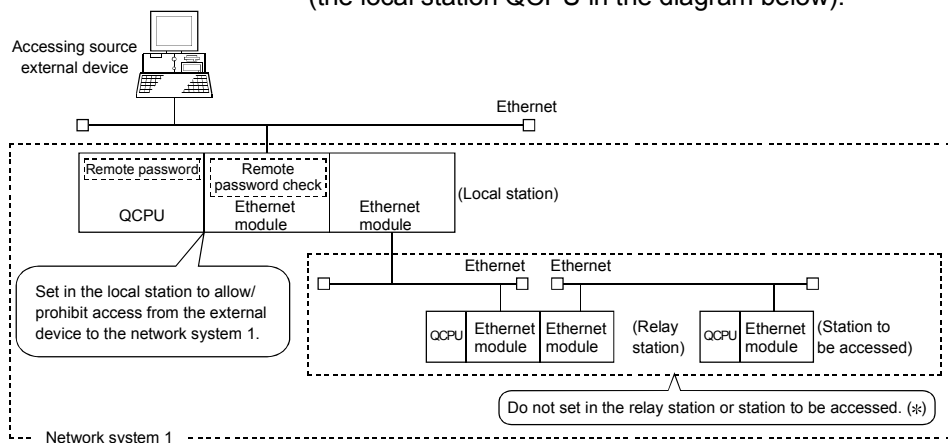 (the local station QCPU in the diagram below).
Accessing source
external device
Ethernet
Remote password
Remote
password check
(Local station)
QCPU
Ethernet
module
Ethernet
module
Set in the local station to allow/
prohibit access from the external
device to the network system 1.
Ethernet
Ethernet
QCPU
Ethernet
module
Ethernet
module
(Relay
station)
QCPU
Ethernet
module
(Station to
be accessed)
Do not set in the relay station or station to be accessed. (*)
Network system 1